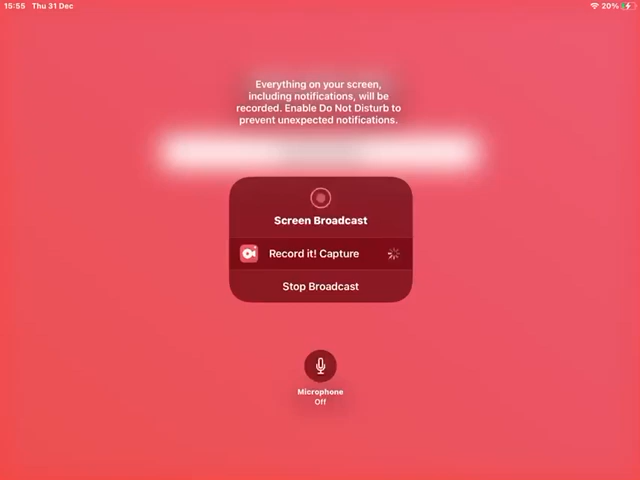 15:55 Thu 31 Dec 20%
Everything on your screen,
including notifications, will be
recorded. Enable Do Not Disturb to
prevent unexpected notifications.
Screen Broadcast
Record it! Capture
Stop Broadcast
Microphone
Off